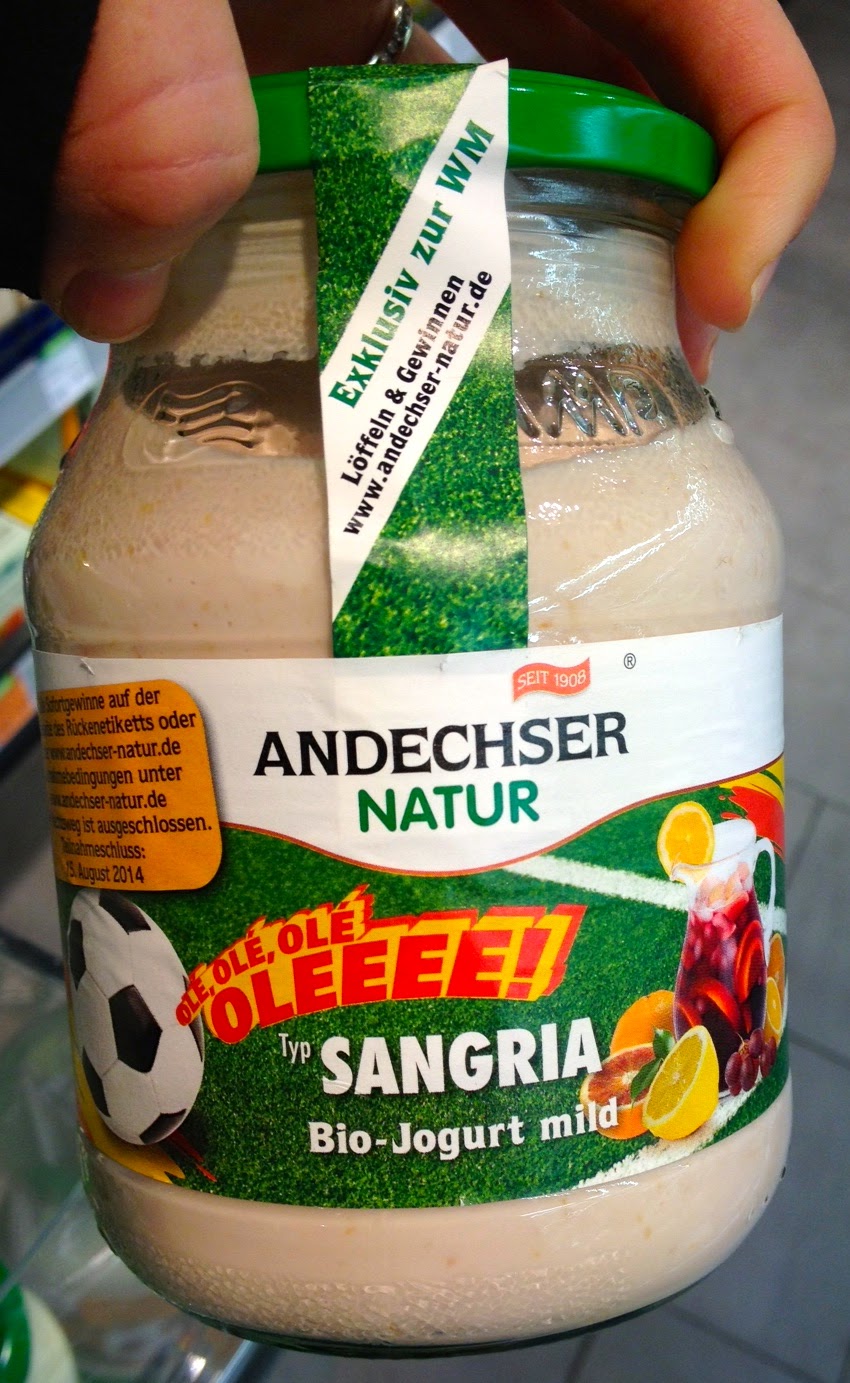 Exklusiv zur WM
Löffeln & Gewinnen
www.andechser-natur.de
SEIT 1908
®
ANDECHSER
NATUR
Sofortgewinne auf der
des Rückenetiketts oder
www.andechser-natur.de
unter
www.andechser-natur.de
ist ausgeschlossen.
Teilnahmeschluss:
August 2014
OLÉ, OLÉ, OLÉ
OLEEEE!
Typ SANGRIA
Bio-Jogurt mild